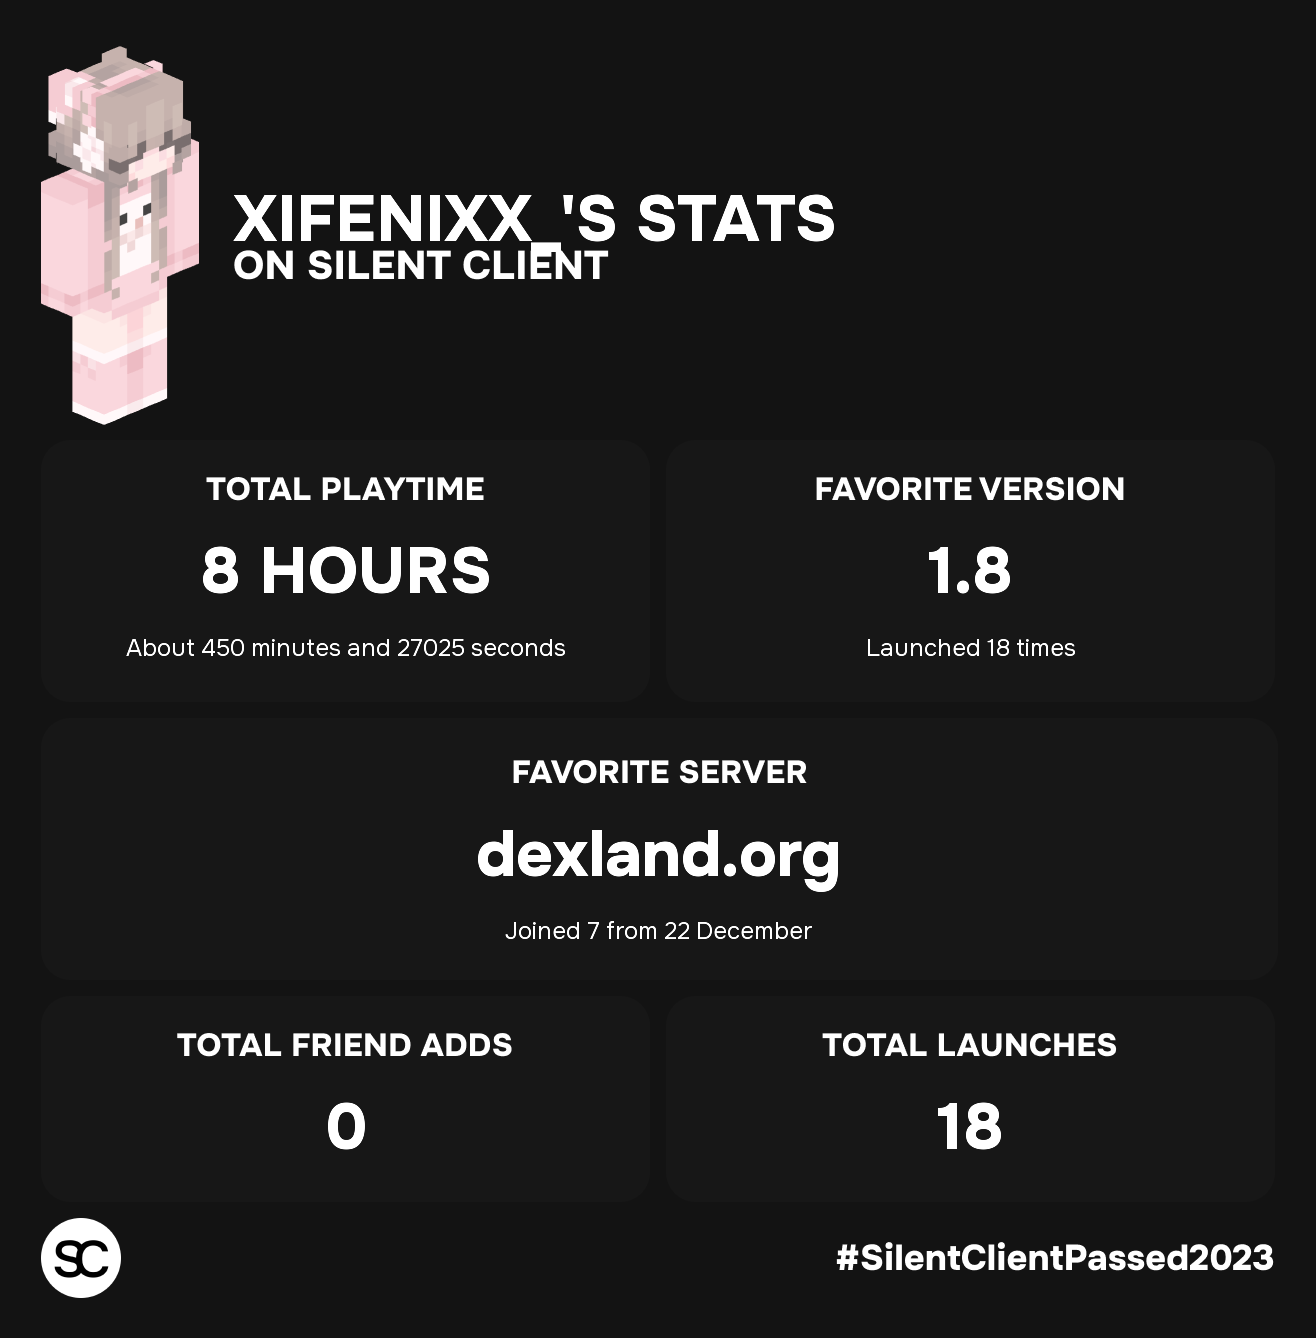 XIFENIXX_'S STATS
ON SILENT CLIENT
TOTAL PLAYTIME
8 HOURS
About 450 minutes and 27025 seconds
FAVORITE VERSION
1.8
Launched 18 times
FAVORITE SERVER
dexland.org
Joined 7 from 22 December
TOTAL FRIEND ADDS
0
TOTAL LAUNCHES
18
SC
#SilentClientPassed2023